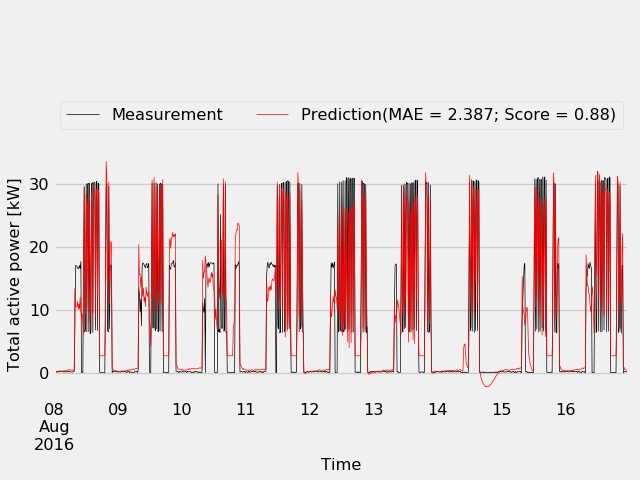 Measurement
Prediction(MAE = 2.387; Score = 0.88)
Total active power [kW]
30
20
10
0
08 09 10 11 12 13 14 15 16
Aug
2016
Time